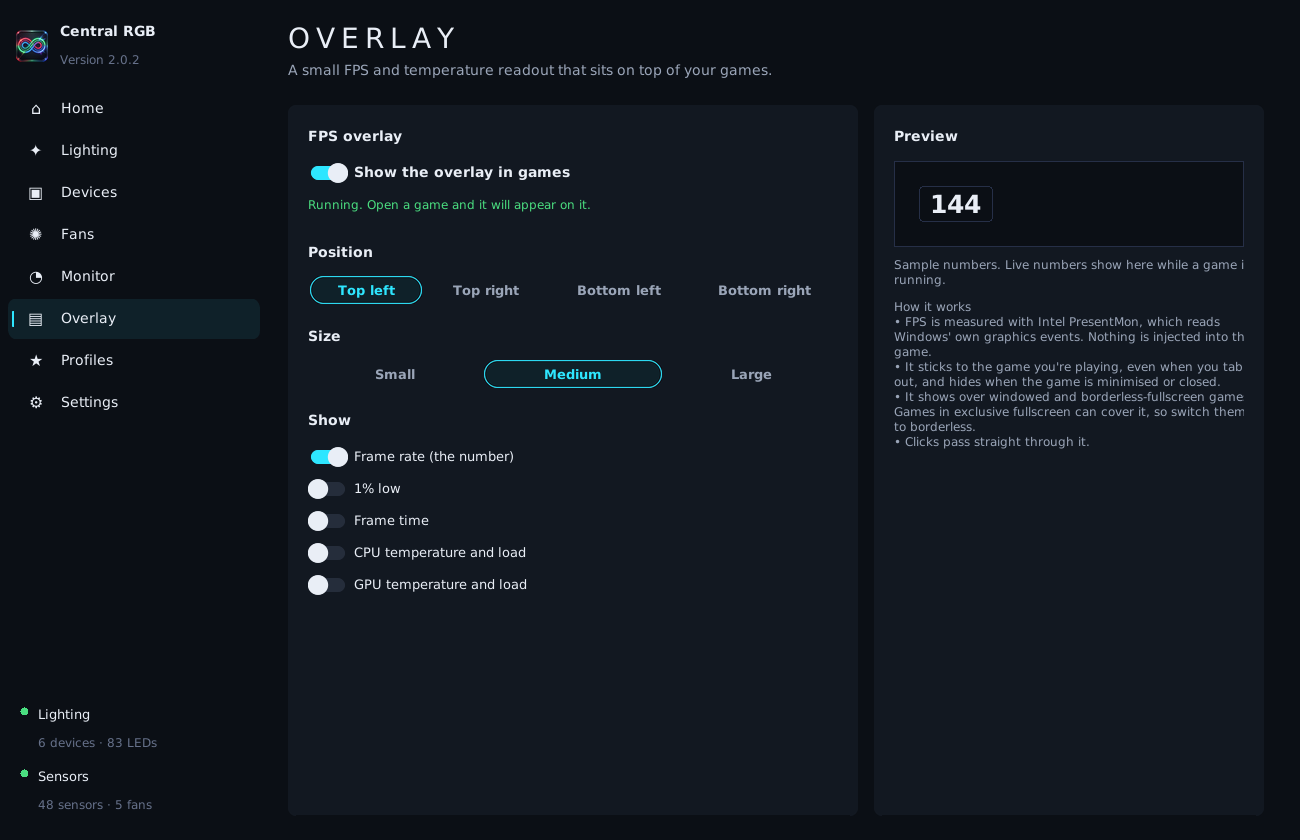 Central RGB
Version 2.0.2
Home
Lighting
Devices
Fans
Monitor
Overlay
Profiles
Settings
Lighting
6 devices · 83 LEDs
Sensors
48 sensors · 5 fans
OVERLAY
A small FPS and temperature readout that sits on top of your games.
FPS overlay
Show the overlay in games
Running. Open a game and it will appear on it.
Position
Top left Top right Bottom left Bottom right
Size
Small Medium Large
Show
Frame rate (the number)
1% low
Frame time
CPU temperature and load
GPU temperature and load
Preview
144
Sample numbers. Live numbers show here while a game i
running.
How it works
• FPS is measured with Intel PresentMon, which reads
Windows' own graphics events. Nothing is injected into th
game.
• It sticks to the game you're playing, even when you tab
out, and hides when the game is minimised or closed.
• It shows over windowed and borderless-fullscreen game
Games in exclusive fullscreen can cover it, so switch them
to borderless.
• Clicks pass straight through it.